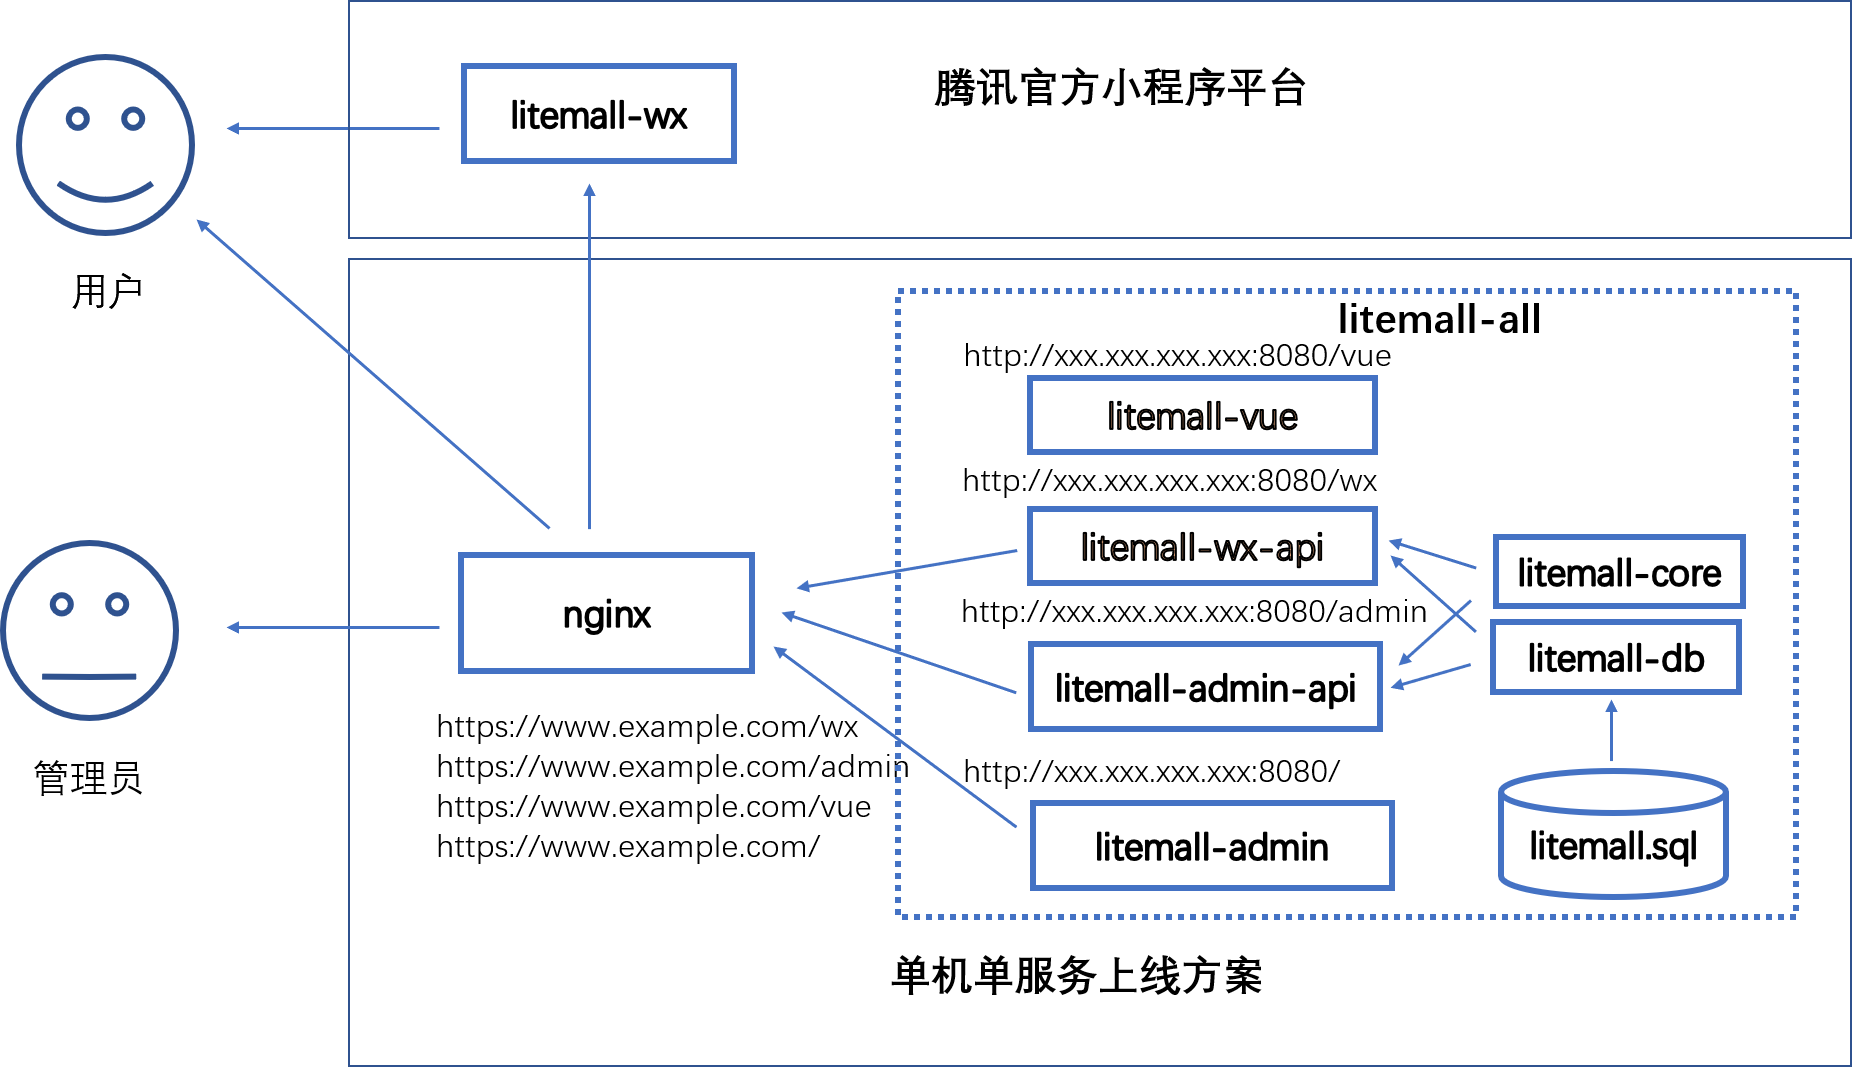 腾讯官方小程序平台
litemall-wx
用户
litemall-all
http://xxx.xxx.xxx.xxx:8080/vue
litemall-vue
http://xxx.xxx.xxx.xxx:8080/wx
litemall-wx-api
litemall-core
http://xxx.xxx.xxx.xxx:8080/admin
nginx
litemall-db
litemall-admin-api
管理员
https://www.example.com/wx
https://www.example.com/admin
https://www.example.com/vue
https://www.example.com/
http://xxx.xxx.xxx.xxx:8080/
litemall-admin
litemall.sql
单机单服务上线方案